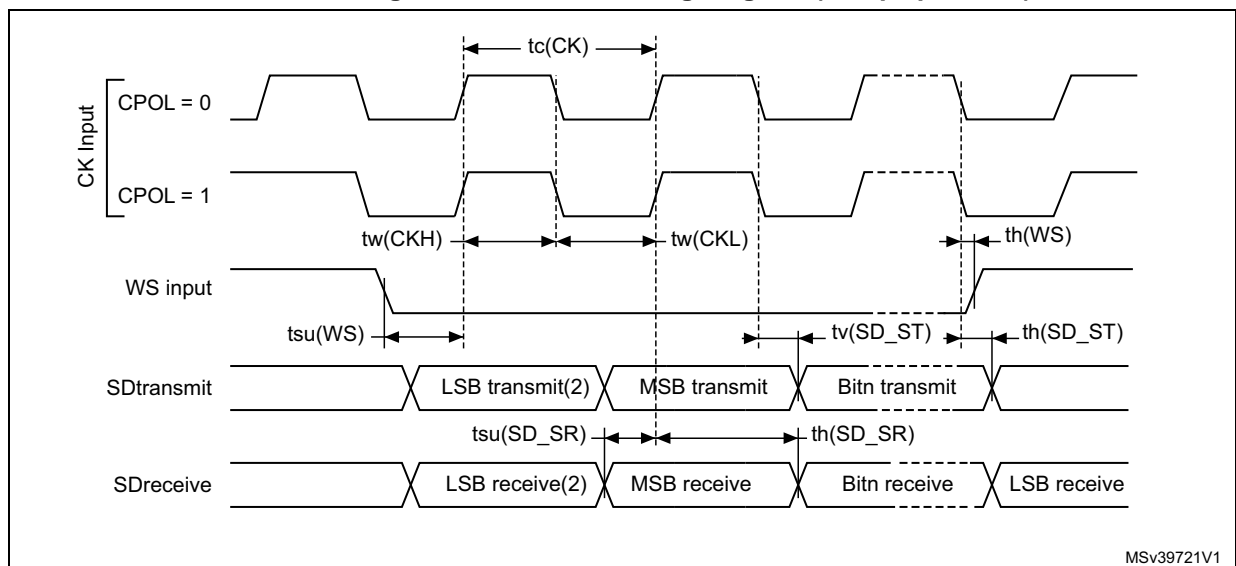 tc(CK)
CK Input
CPOL = 0
CPOL = 1
tw(CKH)
tw(CKL)
th(WS)
WS input
tsu(WS)
tv(SD_ST)
th(SD_ST)
SDtransmit
LSB transmit(2)
MSB transmit
Bitn transmit
tsu(SD_SR)
th(SD_SR)
SDreceive
LSB receive(2)
MSB receive
Bitn receive
LSB receive
MSv39721V1